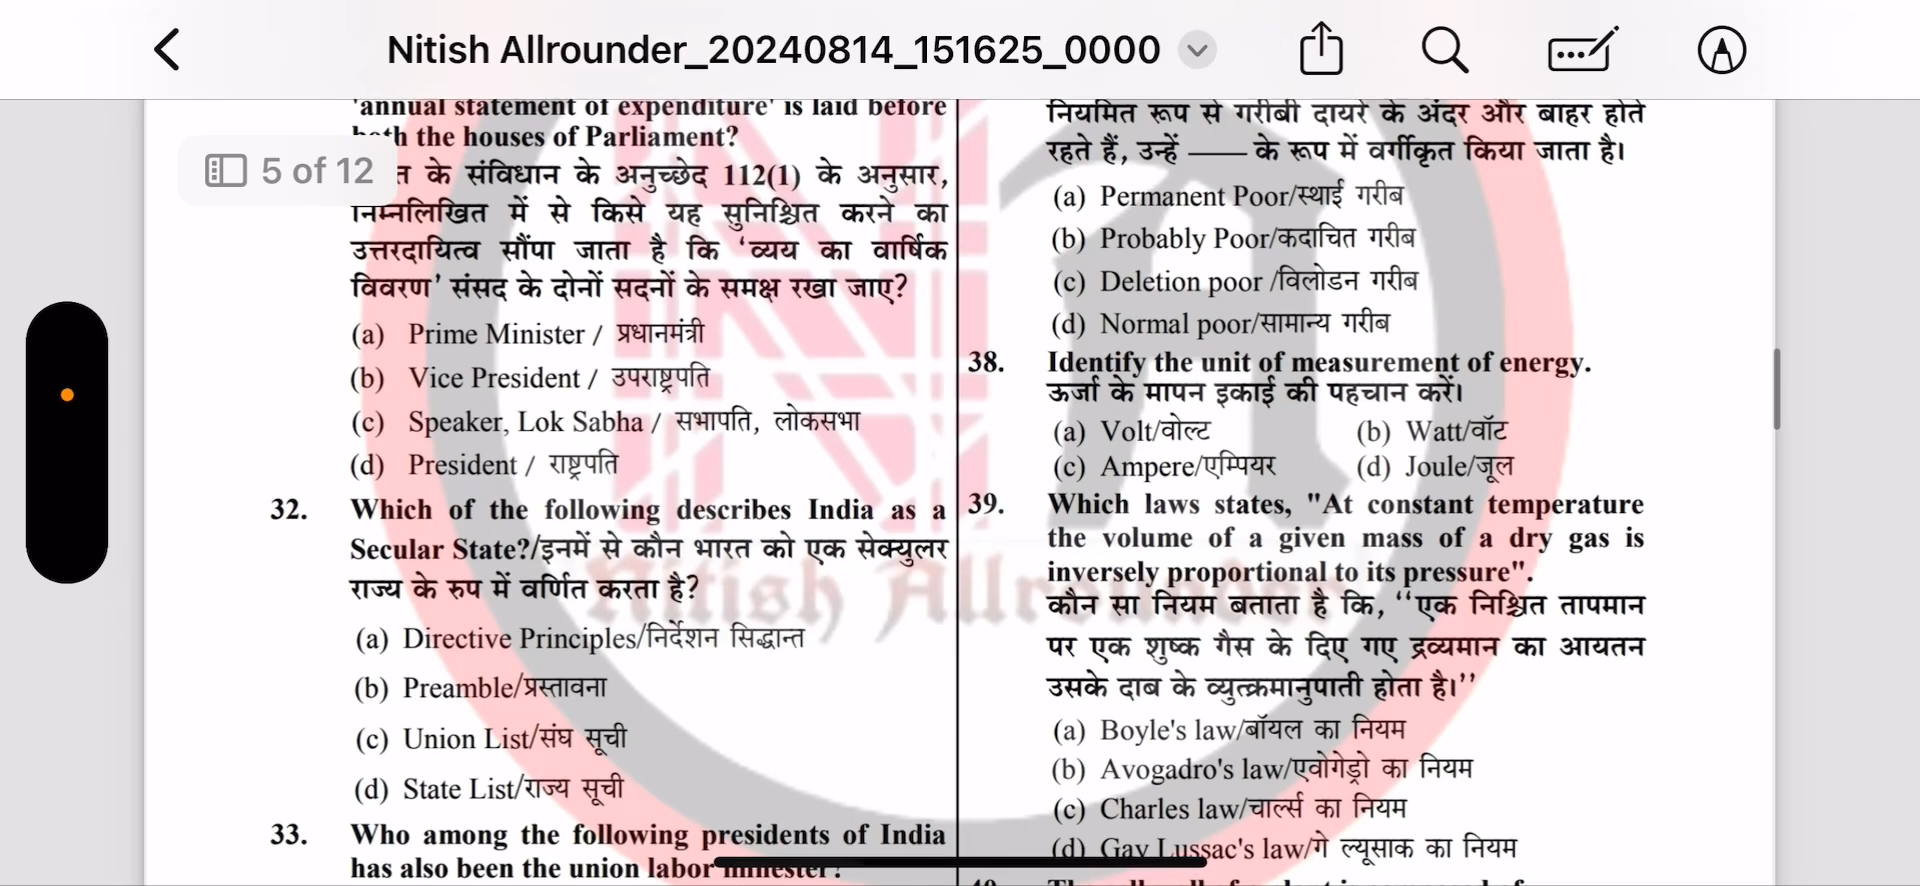 Nitish Allrounder_20240814_151625_0000
5 of 12
'annual statement of expenditure' is laid before
the houses of Parliament?
के संविधान के अनुच्छेद 112(1) के अनुसार,
निम्नलिखित में से किसे यह सुनिश्चित करने का
उत्तरदायित्व सौंपा जाता है कि ‘व्यय का वार्षिक
विवरण’ संसद के दोनों सदनों के समक्ष रखा जाए?
(a) Prime Minister / प्रधानमंत्री
(b) Vice President / उपराष्ट्रपति
(c) Speaker, Lok Sabha / सभापति, लोकसभा
(d) President / राष्ट्रपति
32. Which of the following describes India as a
Secular State?/इनमें से कौन भारत को एक सेक्युलर
राज्य के रुप में वर्णित करता है?
(a) Directive Principles/निर्देशन सिद्धान्त
(b) Preamble/प्रस्तावना
(c) Union List/संघ सूची
(d) State List/राज्य सूची
33. Who among the following presidents of India
has also been the union labor
नियमित रूप से गरीबी दायरे के अंदर और बाहर होते
रहते हैं, उन्हें —— के रूप में वर्गीकृत किया जाता है।
(a) Permanent Poor/स्थाई गरीब
(b) Probably Poor/कदाचित गरीब
(c) Deletion poor /विलोडन गरीब
(d) Normal poor/सामान्य गरीब
38. Identify the unit of measurement of energy.
ऊर्जा के मापन इकाई की पहचान करें।
(a) Volt/वोल्ट (b) Watt/वॉट
(c) Ampere/एम्पियर (d) Joule/जूल
39. Which laws states, "At constant temperature
the volume of a given mass of a dry gas is
inversely proportional to its pressure".
कौन सा नियम बताता है कि, ‘‘एक निश्चित तापमान
पर एक शुष्क गैस के दिए गए द्रव्यमान का आयतन
उसके दाब के व्युत्क्रमानुपाती होता है।’’
(a) Boyle's law/बॉयल का नियम
(b) Avogadro's law/एवोगेड्रो का नियम
(c) Charles law/चार्ल्स का नियम
(d) Gay Lussac's law/गे ल्यूसाक का नियम
Nitish Allrounder